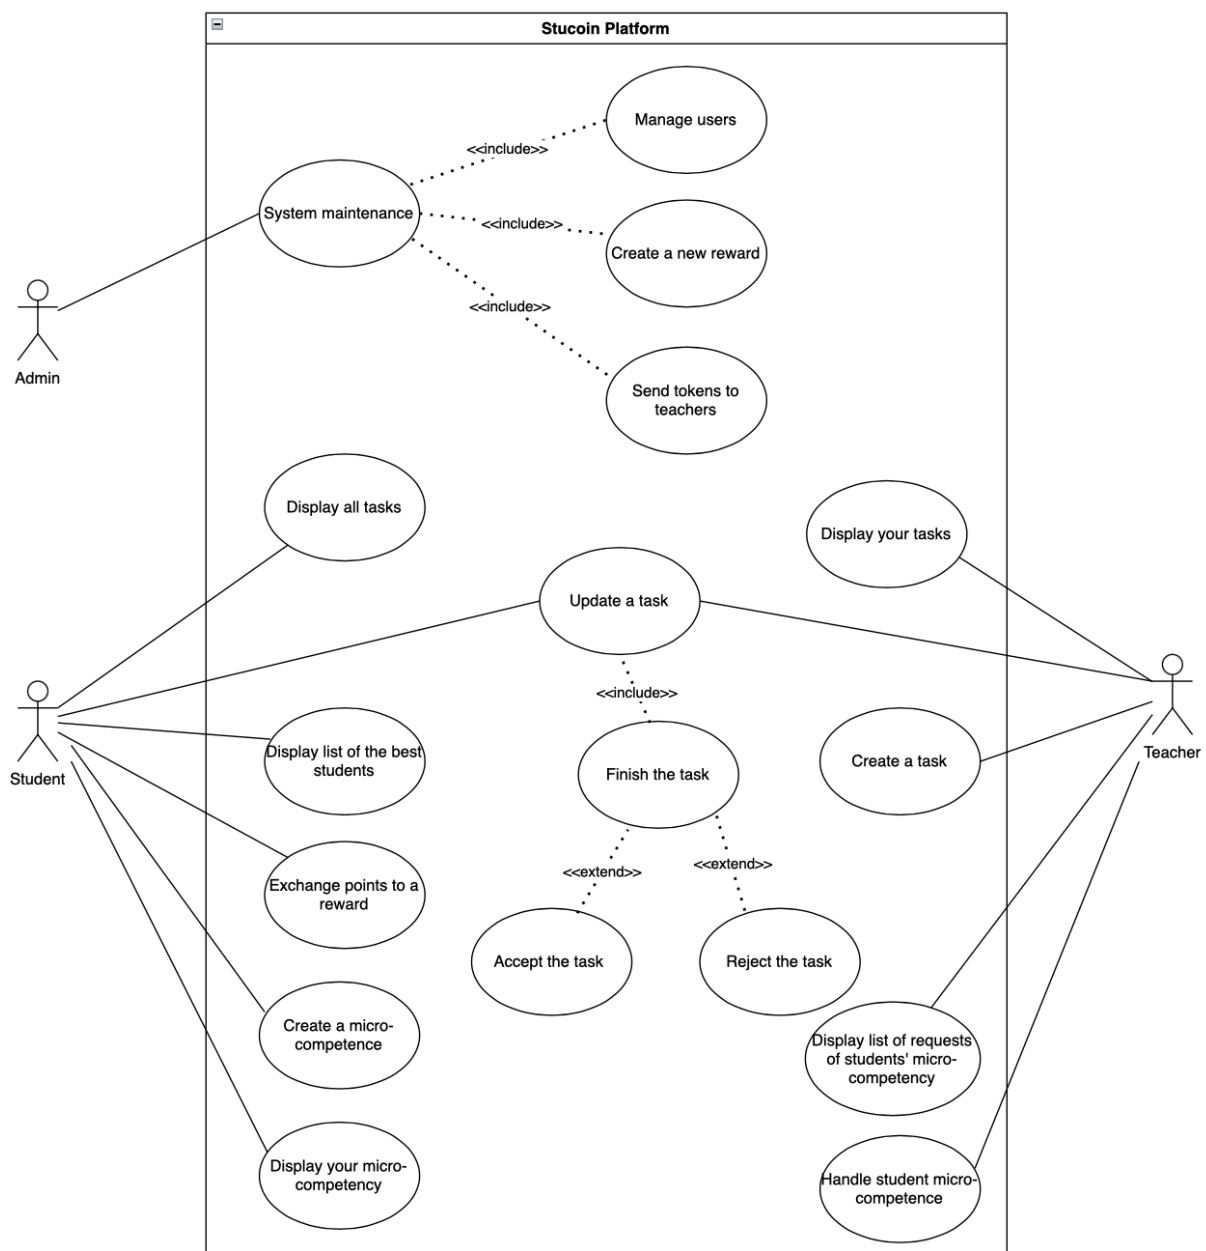 Stucoin Platform
Manage users
<<include>>
System maintenance
<<include>>
Create a new reward
<<include>>
Admin
Send tokens to
teachers
Display all tasks
Display your tasks
Update a task
<<include>>
Student
Display list of the best
students
Finish the task
Create a task
Teacher
<<extend>>
<<extend>>
Exchange points to a
reward
Accept the task
Reject the task
Create a micro-
competence
Display list of requests
of students' micro-
competency
Display your micro-
competency
Handle student micro-
competence